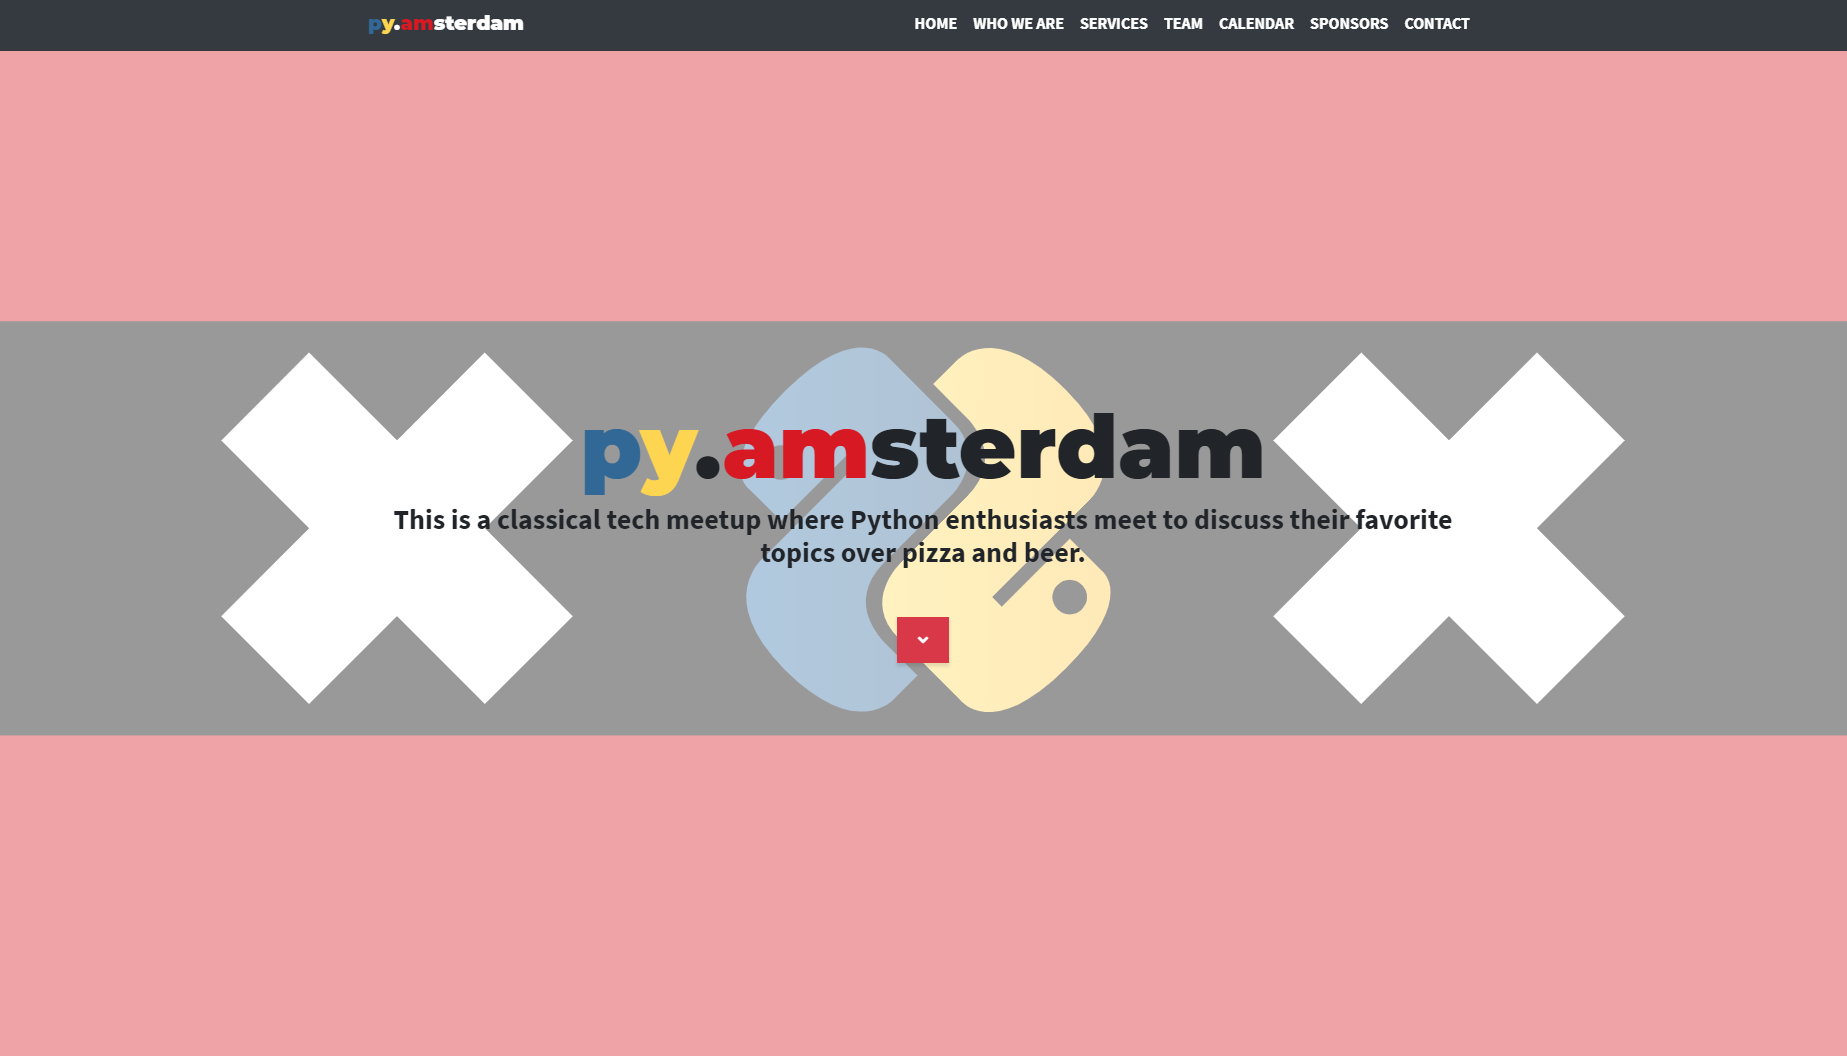 py.amsterdam
HOME WHO WE ARE SERVICES TEAM CALENDAR SPONSORS CONTACT
py.amsterdam
This is a classical tech meetup where Python enthusiasts meet to discuss their favorite
topics over pizza and beer.